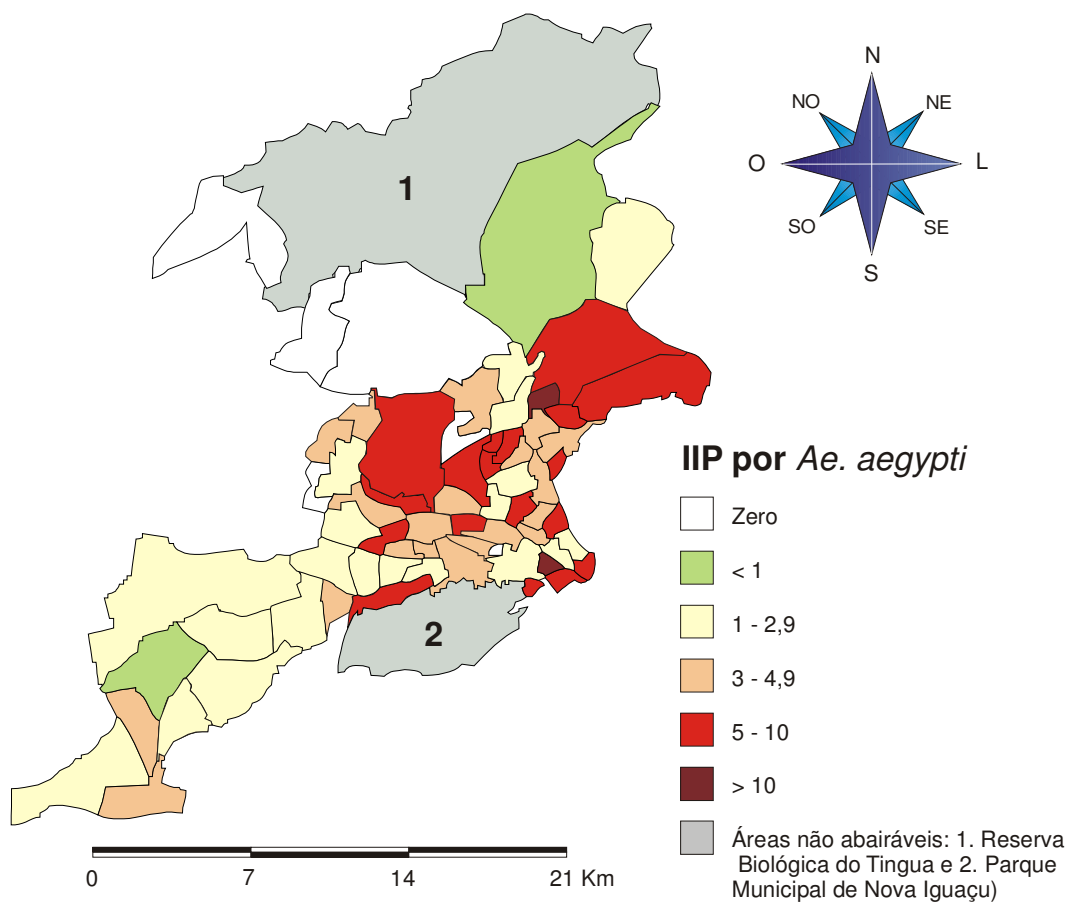 N
NO
NE
O
L
SO
SE
S
1
2
IIP por Ae. aegypti
Zero
< 1
1 - 2,9
3 - 4,9
5 - 10
> 10
Áreas não abairáveis: 1. Reserva
Biológica do Tingua e 2. Parque
Municipal de Nova Iguaçu)
0 7 14 21 Km